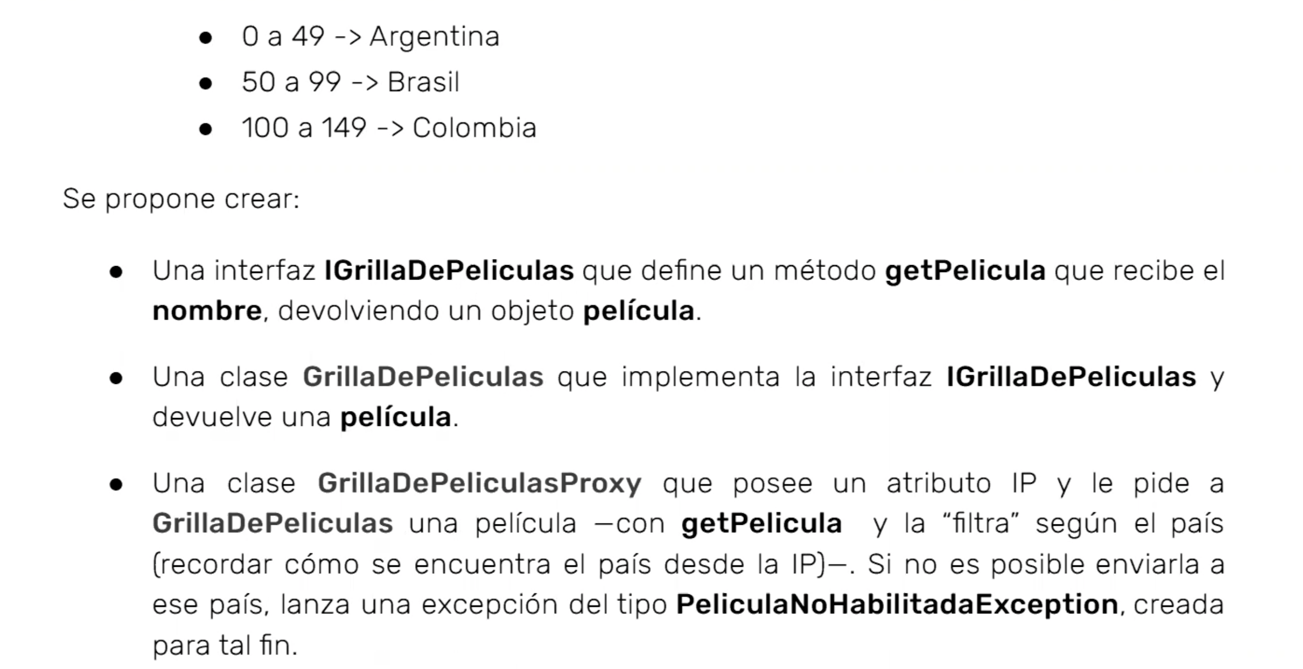 ● 0 a 49 -> Argentina
● 50 a 99 -> Brasil
● 100 a 149 -> Colombia
Se propone crear:
● Una interfaz IGrillaDePeliculas que define un método getPelicula que recibe el
nombre, devolviendo un objeto película.
● Una clase GrillaDePeliculas que implementa la interfaz IGrillaDePeliculas y
devuelve una película.
● Una clase GrillaDePeliculasProxy que posee un atributo IP y le pide a
GrillaDePeliculas una película —con getPelicula y la “filtra” según el país
(recordar cómo se encuentra el país desde la IP)—. Si no es posible enviarla a
ese país, lanza una excepción del tipo PeliculaNoHabilitadaException, creada
para tal fin.